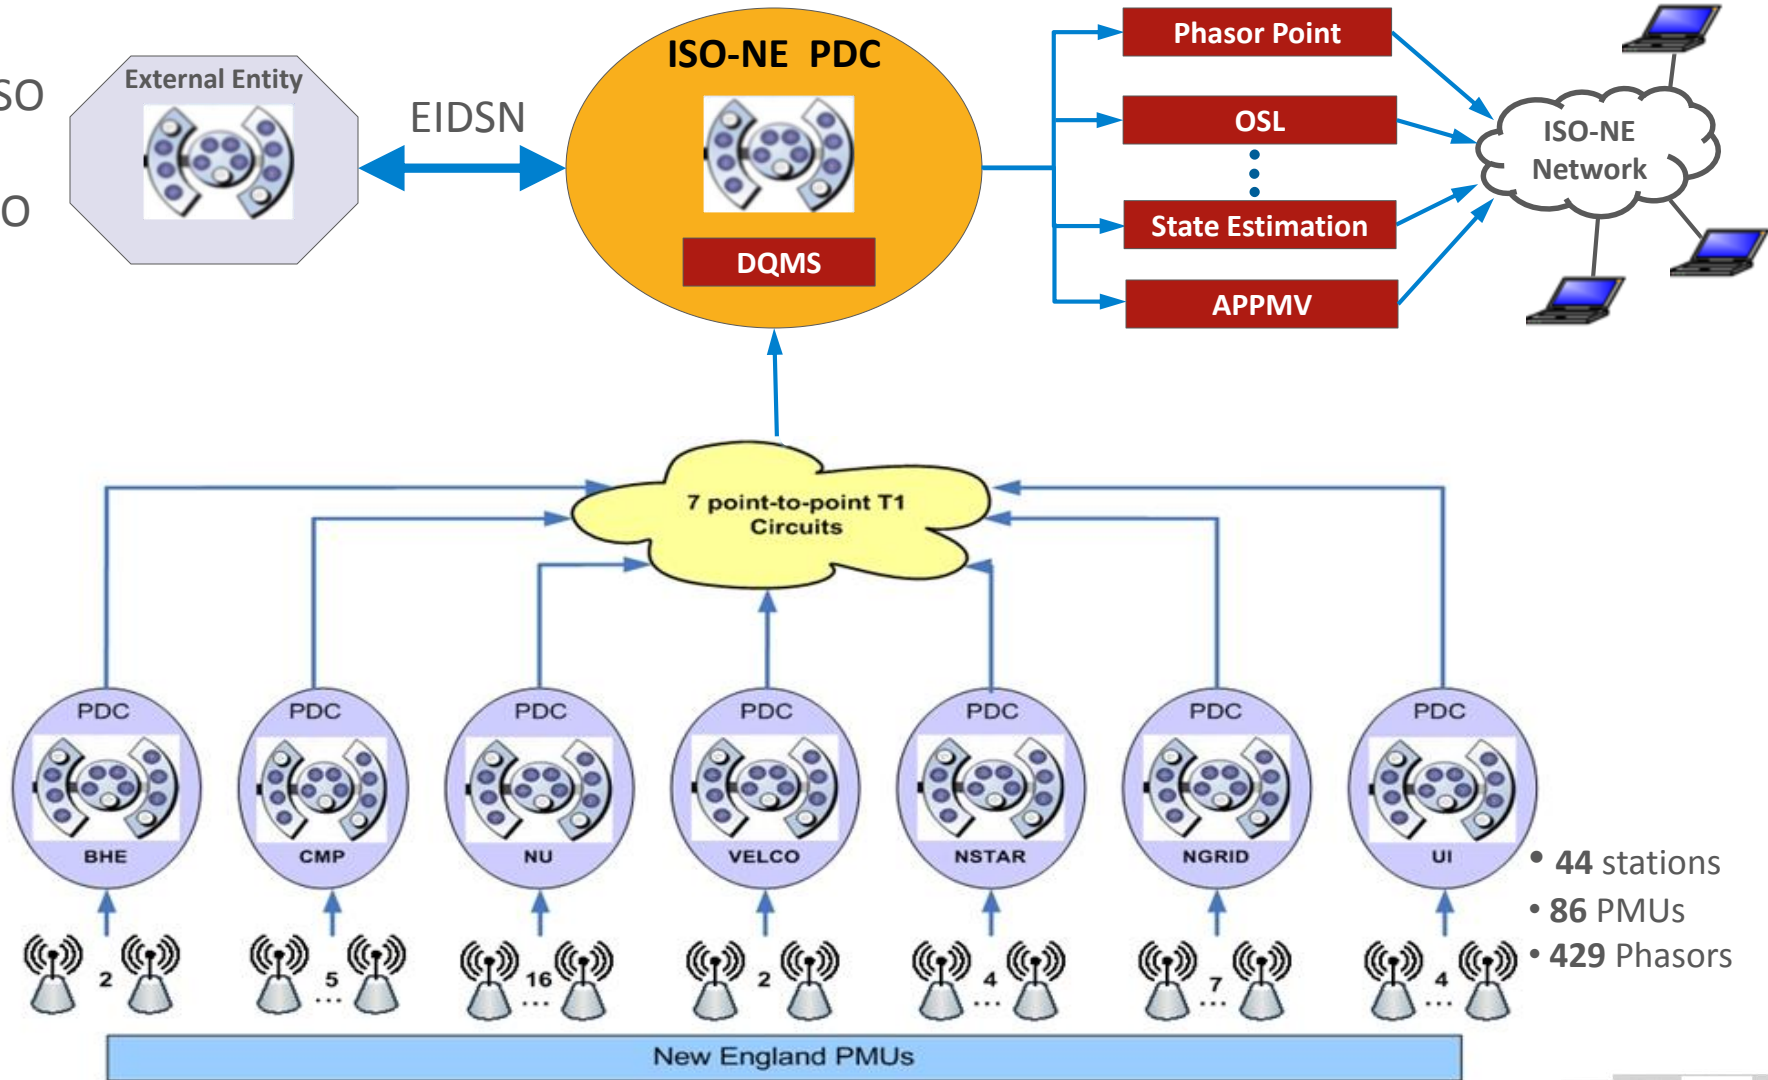 SO
O
External Entity
EIDSN
ISO-NE PDC
DQMS
Phasor Point
OSL
State Estimation
APPMV
ISO-NE
Network
7 point-to-point T1
Circuits
PDC
BHE
PDC
CMP
PDC
NU
PDC
VELCO
PDC
NSTAR
PDC
NGRID
PDC
UI
2
5
...
16
...
2
4
...
7
...
4
...
• 44 stations
• 86 PMUs
• 429 Phasors
New England PMUs